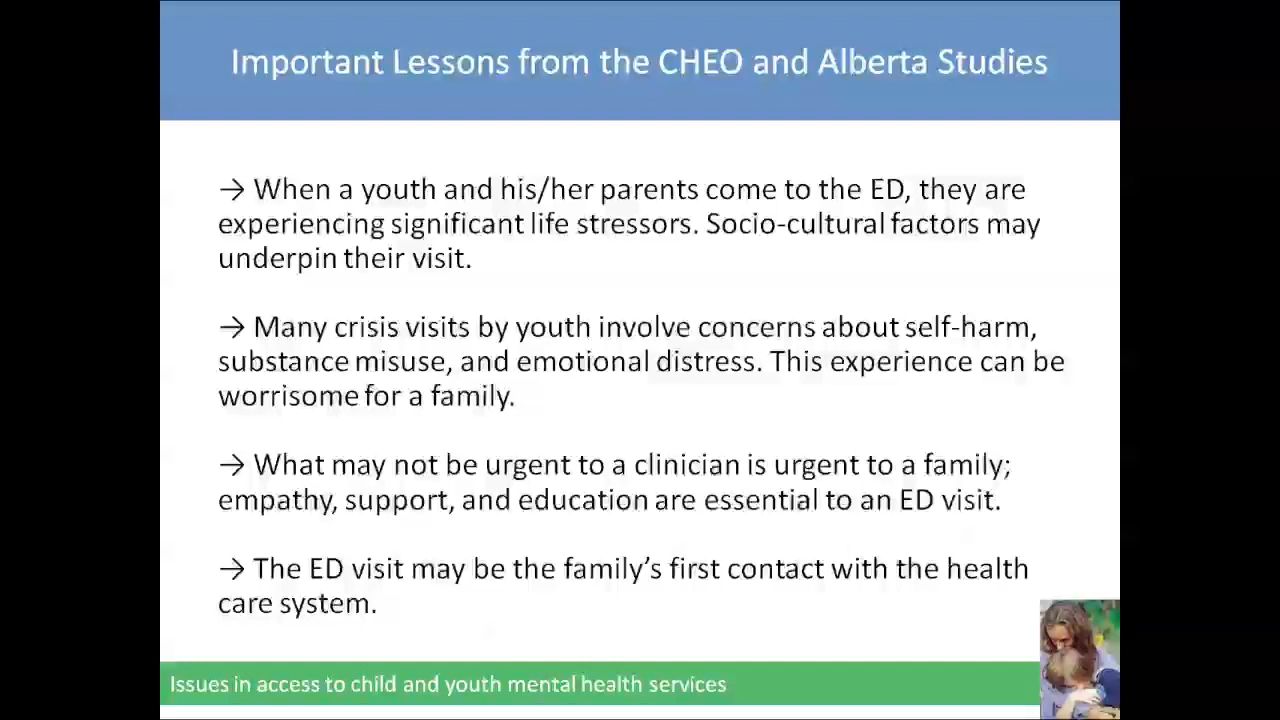 Important Lessons from the CHEO and Alberta Studies
→ When a youth and his/her parents come to the ED, they are
experiencing significant life stressors. Socio-cultural factors may
underpin their visit.
→ Many crisis visits by youth involve concerns about self-harm,
substance misuse, and emotional distress. This experience can be
worrisome for a family.
→ What may not be urgent to a clinician is urgent to a family;
empathy, support, and education are essential to an ED visit.
→ The ED visit may be the family’s first contact with the health
care system.
Issues in access to child and youth mental health services